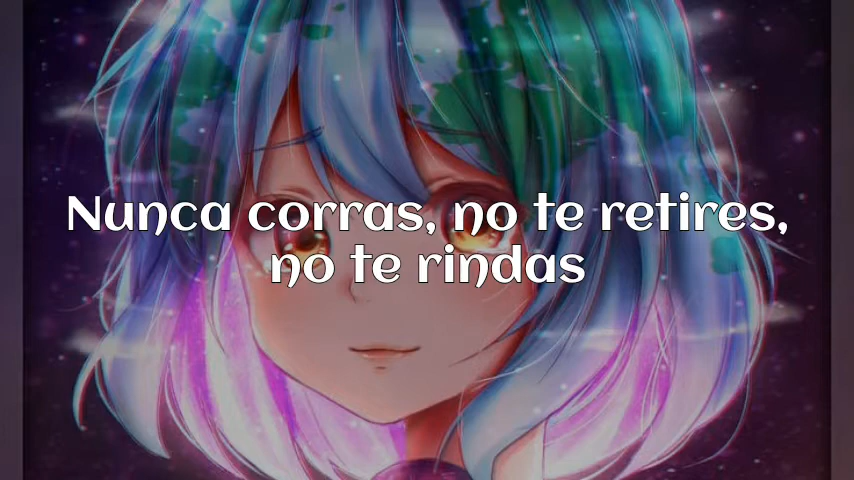 Nunca corras, no te retires,
no te rindas